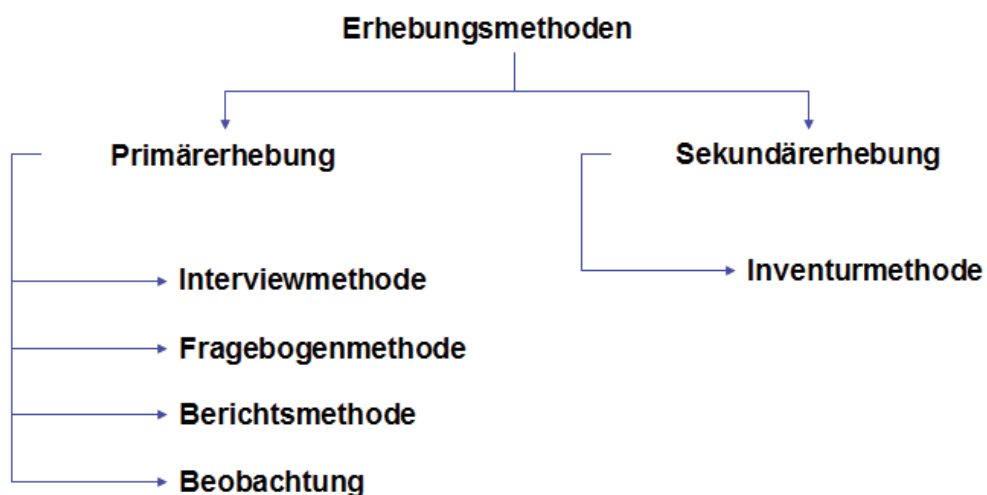 Erhebungsmethoden
Primärerhebung
Sekundärerhebung
Interviewmethode
Inventurmethode
Fragebogenmethode
Berichtsmethode
Beobachtung